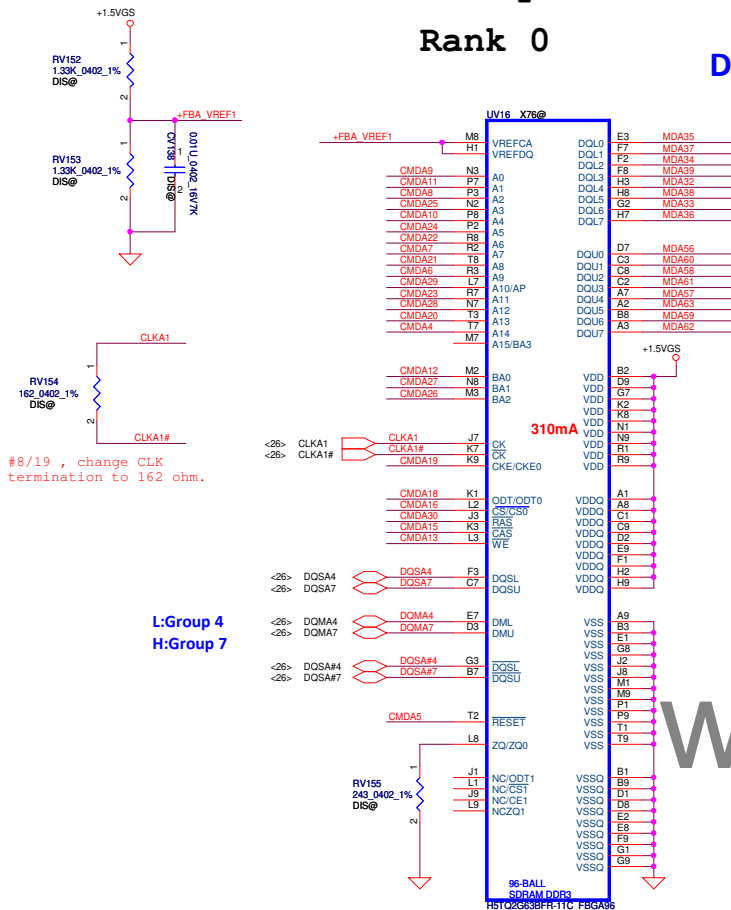 Rank 0
D
+1.5VGS
1
RV152
1.33K_0402_1%
DIS@
2
+FBA_VREF1
1
RV153
1.33K_0402_1%
DIS@
2
CV138
0.01U_0402_16V7K
DIS@
1
2
CLKA1
1
RV154
162_0402_1%
DIS@
2
CLKA1#
#8/19 , change CLK
termination to 162 ohm.
UV16 X76@
+FBA_VREF1
M8 VREFCA
H1 VREFDQ
CMDA9 N3 A0
CMDA11 P7 A1
CMDA8 P3 A2
CMDA25 N2 A3
CMDA10 P8 A4
CMDA24 P2 A5
CMDA22 R8 A6
CMDA7 R2 A7
CMDA21 T8 A8
CMDA6 R3 A9
CMDA29 L7 A10/AP
CMDA23 R7 A11
CMDA28 N7 A12
CMDA20 T3 A13
CMDA4 T7 A14
M7 A15/BA3
CMDA12 M2 BA0
CMDA27 N8 BA1
CMDA26 M3 BA2
<26> CLKA1 CLKA1 J7 CK
<26> CLKA1# CLKA1# K7 CK
CMDA19 K9 CKE/CKE0
CMDA18 K1 ODT/ODT0
CMDA16 L2 CS/CS0
CMDA30 J3 RAS
CMDA15 K3 CAS
CMDA13 L3 WE
<26> DQSA4 DQSA4 F3 DQSL
<26> DQSA7 DQSA7 C7 DQSU
L:Group 4
H:Group 7
<26> DQMA4 DQMA4 E7 DML
<26> DQMA7 DQMA7 D3 DMU
<26> DQSA#4 DQSA#4 G3 DQSL
<26> DQSA#7 DQSA#7 B7 DQSU
CMDA5 T2 RESET
L8 ZQ/ZQ0
1
RV155
243_0402_1%
DIS@
2
J1 NC/ODT1
L1 NC/CS1
J9 NC/CE1
L9 NCZQ1
DQL0 E3 MDA35
DQL1 F7 MDA37
DQL2 F2 MDA34
DQL3 F8 MDA39
DQL4 H3 MDA32
DQL5 H8 MDA38
DQL6 G2 MDA33
DQL7 H7 MDA36
DQU0 D7 MDA56
DQU1 C3 MDA60
DQU2 C8 MDA58
DQU3 C2 MDA61
DQU4 A7 MDA57
DQU5 A2 MDA63
DQU6 B8 MDA59
DQU7 A3 MDA62
+1.5VGS
310mA
VDD B2
VDD D9
VDD G7
VDD K2
VDD K8
VDD N1
VDD N9
VDD R1
VDD R9
VDDQ A1
VDDQ A8
VDDQ C1
VDDQ C9
VDDQ D2
VDDQ E9
VDDQ F1
VDDQ H2
VDDQ H9
VSS A9
VSS B3
VSS E1
VSS G8
VSS J2
VSS J8
VSS M1
VSS M9
VSS P1
VSS P9
VSS T1
VSS T9
W
VSSQ B1
VSSQ B9
VSSQ D1
VSSQ D8
VSSQ E2
VSSQ E8
VSSQ F9
VSSQ G1
VSSQ G9
96-BALL
SDRAM DDR3
H5TQ2G63BFR-11C FBGA96